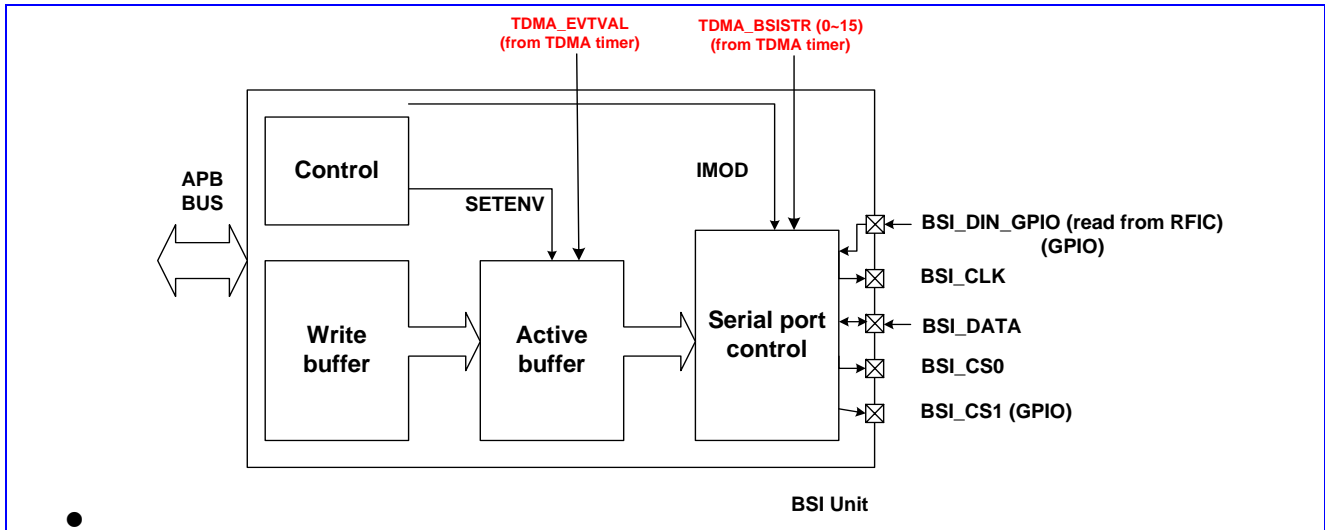 TDMA_EVTVAL
(from TDMA timer)
TDMA_BSISTR (0~15)
(from TDMA timer)
Control
APB
BUS
SETENV
IMOD
BSI_DIN_GPIO (read from RFIC)
(GPIO)
BSI_CLK
Write
buffer
Active
buffer
Serial port
control
BSI_DATA
BSI_CS0
BSI_CS1 (GPIO)
BSI Unit